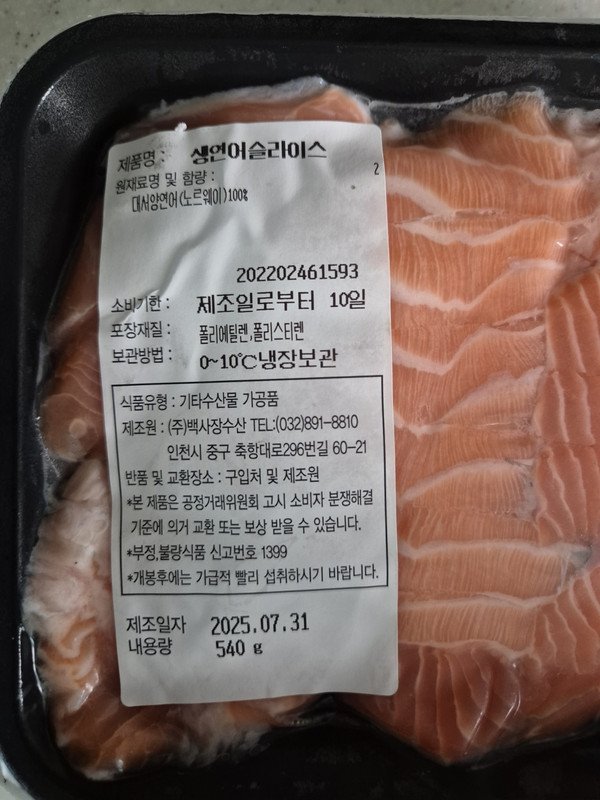 제품명 : 생연어슬라이스
2
원재료명 및 함량 :
대서양연어(노르웨이)100%
202202461593
소비기한 : 제조일로부터 10일
포장재질 : 폴리에틸렌,폴리스티렌
보관방법 : 0~10℃냉장보관
식품유형 : 기타수산물 가공품
제조원 : (주)백사장수산 TEL:(032)891-8810
인천시 중구 축항대로296번길 60-21
반품 및 교환장소 : 구입처 및 제조원
*본 제품은 공정거래위원회 고시 소비자 분쟁해결
기준에 의거 교환 또는 보상 받을 수 있습니다.
*부정,불량식품 신고번호 1399
*개봉후에는 가급적 빨리 섭취하시기 바랍니다.
제조일자 2025.07.31
내용량 540 g